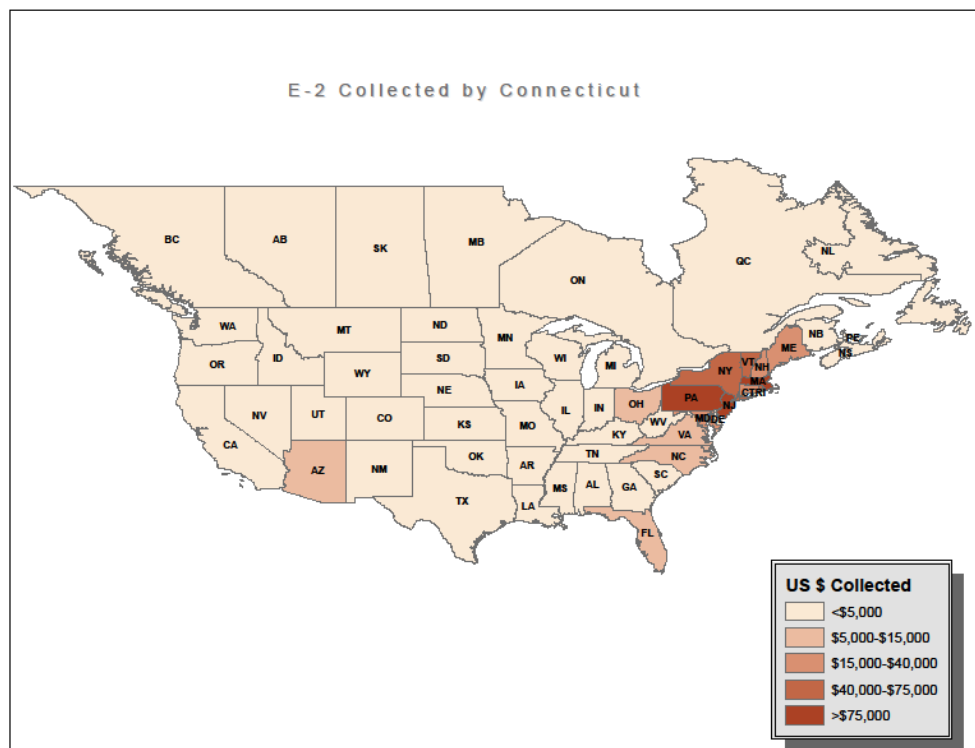 E-2 Collected by Connecticut
BC
AB
SK
MB
ON
QC
NL
NB
PE
NS
WA
MT
ND
MN
OR
ID
SD
WI
MI
WY
NE
IA
NV
UT
CO
KS
MO
IL
IN
OH
PA
NY
VT
NH
ME
MA
CTRI
NJ
MD
DE
WV
VA
KY
NC
TN
SC
CA
AZ
NM
OK
AR
TX
LA
MS
AL
GA
FL
US $ Collected
<$5,000
$5,000-$15,000
$15,000-$40,000
$40,000-$75,000
>$75,000